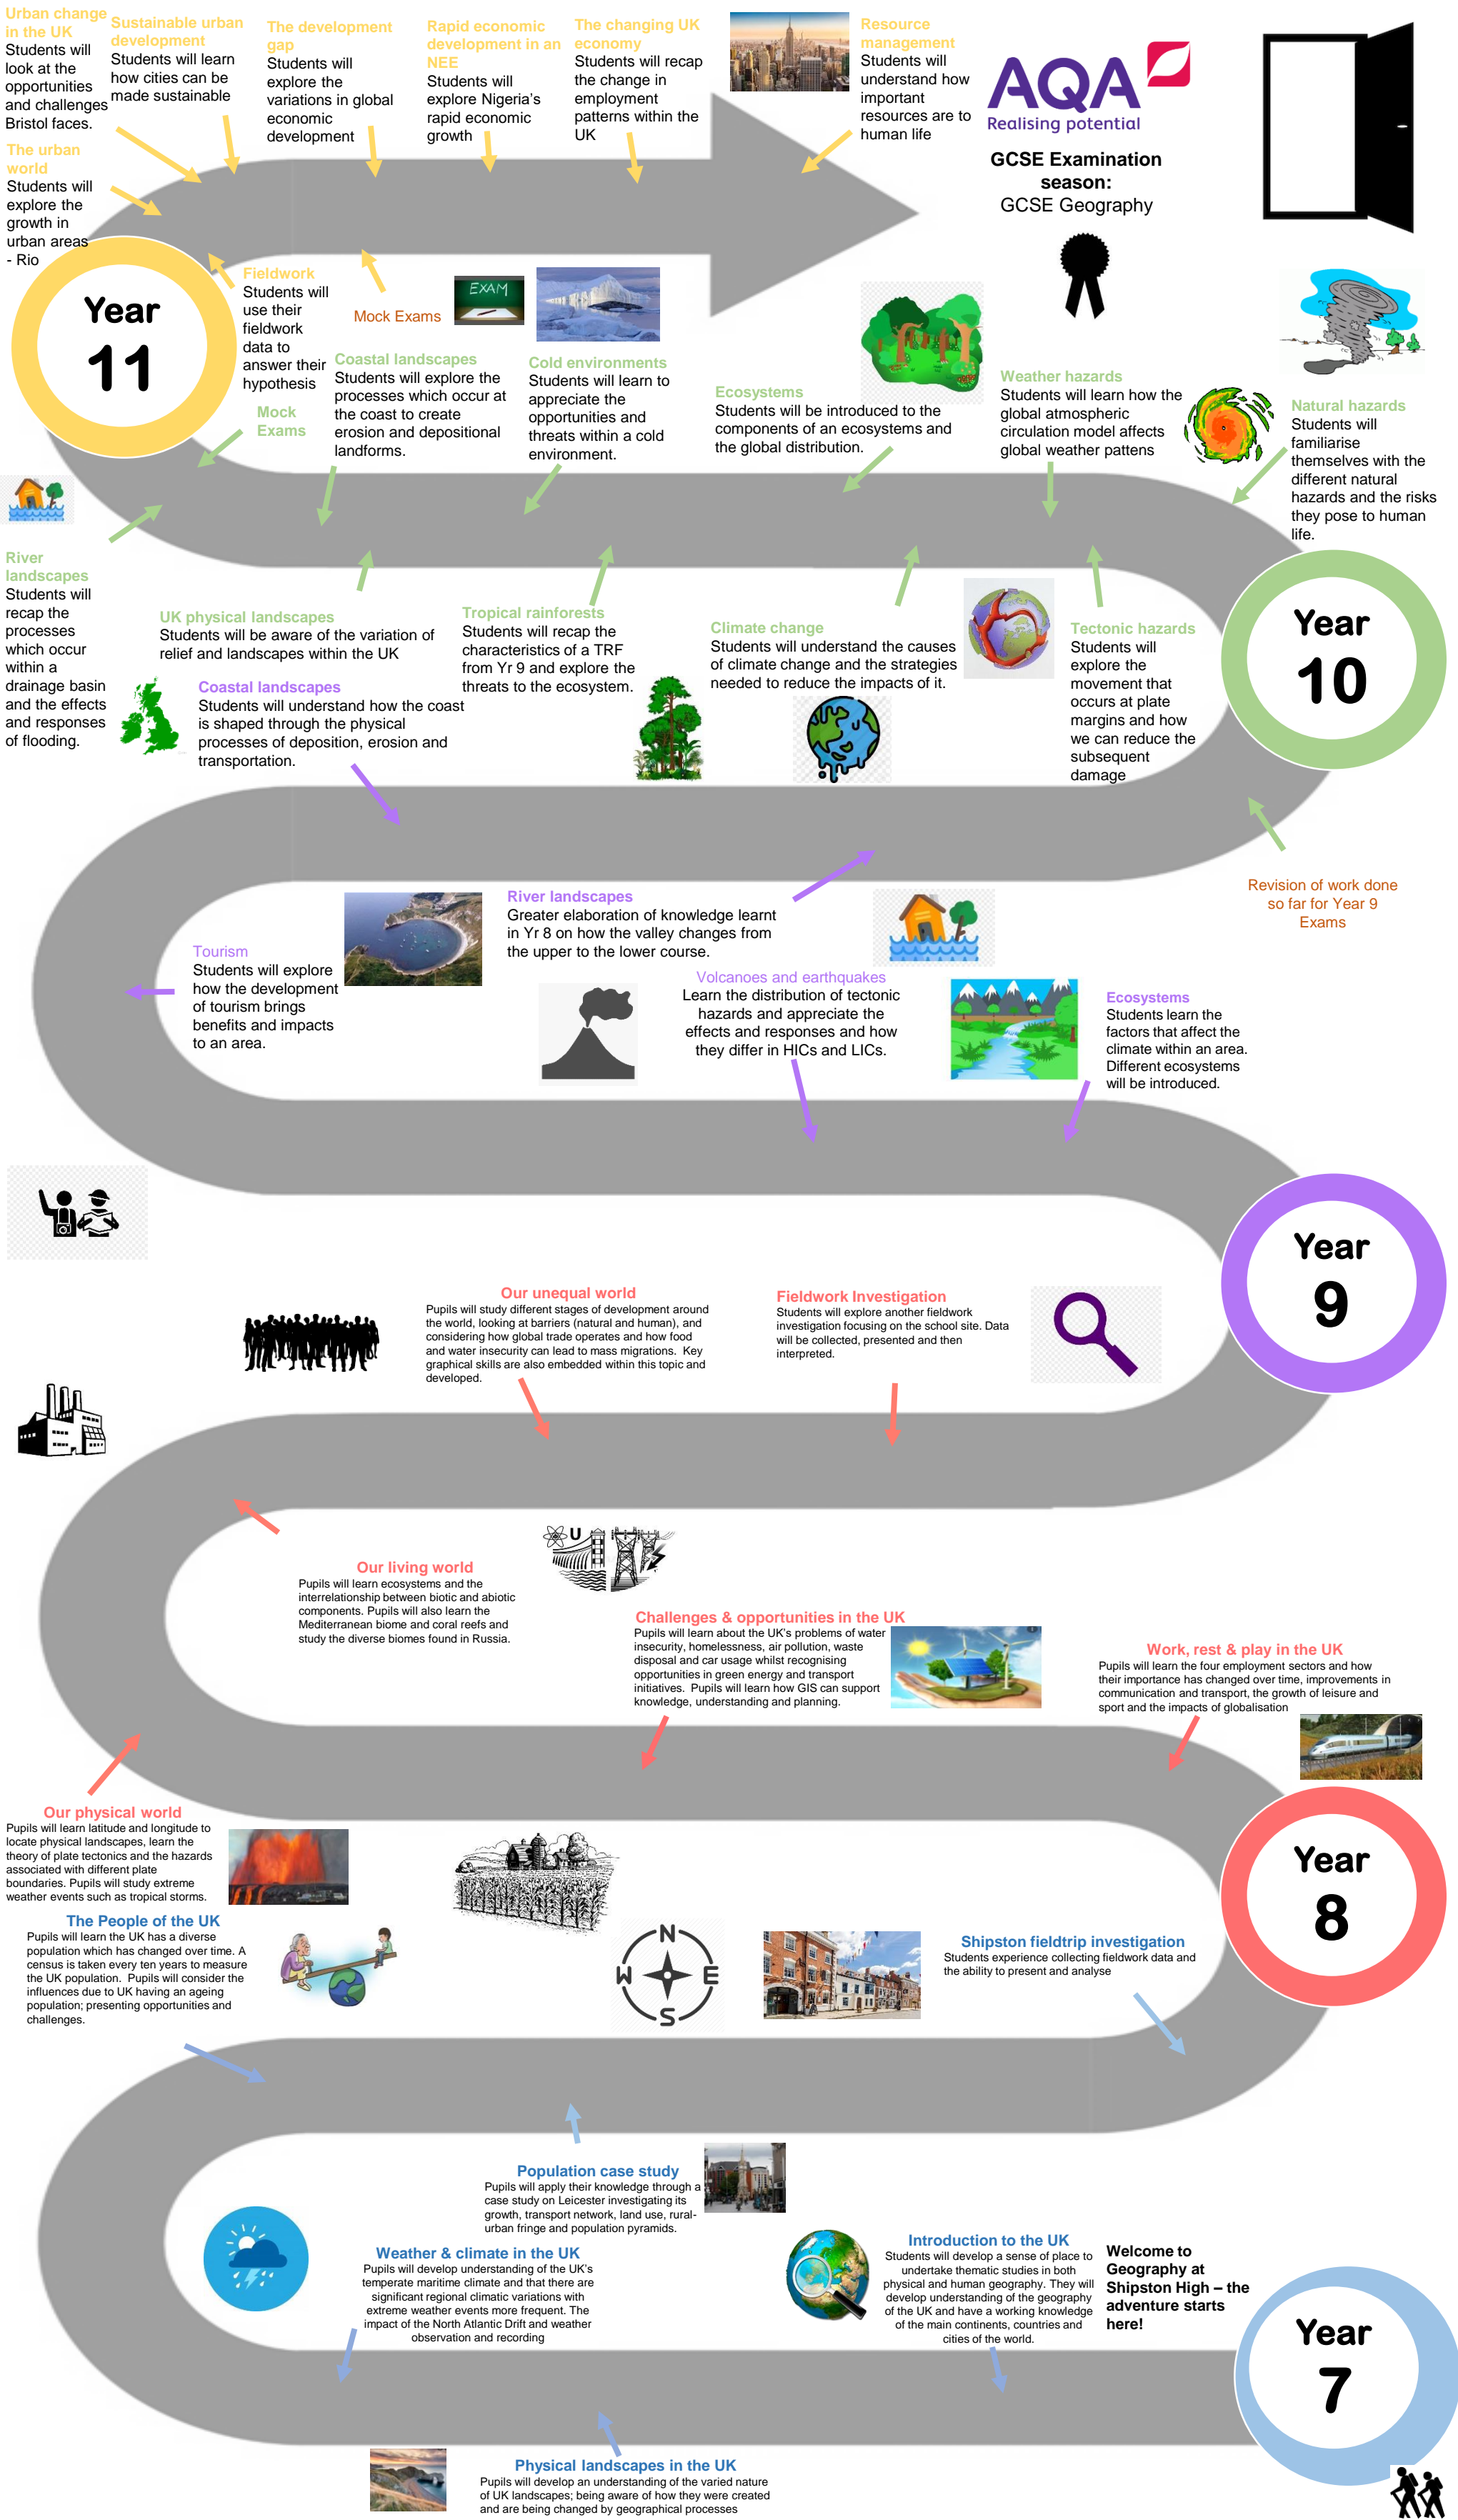 Urban change
in the UK
Students will
look at the
opportunities
and challenges
Bristol faces.
Sustainable urban
development
Students will learn
how cities can be
made sustainable
The development
gap
Students will
explore the
variations in global
economic
development
Rapid economic
development in an
NEE
Students will
explore Nigeria's
rapid economic
growth
The changing UK
economy
Students will recap
the change in
employment
patterns within the
UK
Resource
management
Students will
understand how
important
resources are to
human life
AQA
Realising potential
GCSE Examination
season:
GCSE Geography
The urban
world
Students will
explore the
growth in
urban areas
- Rio
Year
11
Fieldwork
Students will
use their
fieldwork
data to
answer their
hypothesis
Mock Exams
EXAM
Mock
Exams
Coastal landscapes
Students will explore the
processes which occur at
the coast to create
erosion and depositional
landforms.
Cold environments
Students will learn to
appreciate the
opportunities and
threats within a cold
environment.
Ecosystems
Students will be introduced to the
components of an ecosystems and
the global distribution.
Weather hazards
Students will learn how the
global atmospheric
circulation model affects
global weather pattens
Natural hazards
Students will
familiarise
themselves with the
different natural
hazards and the risks
they pose to human
life.
River
landscapes
Students will
recap the
processes
which occur
within a
drainage basin
and the effects
and responses
of flooding.
UK physical landscapes
Students will be aware of the variation of
relief and landscapes within the UK
Tropical rainforests
Students will recap the
characteristics of a TRF
from Yr 9 and explore the
threats to the ecosystem.
Climate change
Students will understand the causes
of climate change and the strategies
needed to reduce the impacts of it.
Tectonic hazards
Students will
explore the
movement that
occurs at plate
margins and how
we can reduce the
subsequent
damage
Year
10
Coastal landscapes
Students will understand how the coast
is shaped through the physical
processes of deposition, erosion and
transportation.
Revision of work done
so far for Year 9
Exams
River landscapes
Greater elaboration of knowledge learnt
in Yr 8 on how the valley changes from
the upper to the lower course.
Tourism
Students will explore
how the development
of tourism brings
benefits and impacts
to an area.
Volcanoes and earthquakes
Learn the distribution of tectonic
hazards and appreciate the
effects and responses and how
they differ in HICs and LICs.
Ecosystems
Students learn the
factors that affect the
climate within an area.
Different ecosystems
will be introduced.
Year
9
Our unequal world
Pupils will study different stages of development around
the world, looking at barriers (natural and human), and
considering how global trade operates and how food
and water insecurity can lead to mass migrations. Key
graphical skills are also embedded within this topic and
developed.
Fieldwork Investigation
Students will explore another fieldwork
investigation focusing on the school site. Data
will be collected, presented and then
interpreted.
Our living world
Pupils will learn ecosystems and the
interrelationship between biotic and abiotic
components. Pupils will also learn the
Mediterranean biome and coral reefs and
study the diverse biomes found in Russia.
U
Challenges & opportunities in the UK
Pupils will learn about the UK's problems of water
insecurity, homelessness, air pollution, waste
disposal and car usage whilst recognising
opportunities in green energy and transport
initiatives. Pupils will learn how GIS can support
knowledge, understanding and planning.
Work, rest & play in the UK
Pupils will learn the four employment sectors and how
their importance has changed over time, improvements in
communication and transport, the growth of leisure and
sport and the impacts of globalisation
Our physical world
Pupils will learn latitude and longitude to
locate physical landscapes, learn the
theory of plate tectonics and the hazards
associated with different plate
boundaries. Pupils will study extreme
weather events such as tropical storms.
Year
8
The People of the UK
Pupils will learn the UK has a diverse
population which has changed over time. A
census is taken every ten years to measure
the UK population. Pupils will consider the
influences due to UK having an ageing
population; presenting opportunities and
challenges.
N
W E
S
Shipston fieldtrip investigation
Students experience collecting fieldwork data and
the ability to present and analyse
Population case study
Pupils will apply their knowledge through a
case study on Leicester investigating its
growth, transport network, land use, rural-
urban fringe and population pyramids.
Weather & climate in the UK
Pupils will develop understanding of the UK's
temperate maritime climate and that there are
significant regional climatic variations with
extreme weather events more frequent. The
impact of the North Atlantic Drift and weather
observation and recording
Introduction to the UK
Students will develop a sense of place to
undertake thematic studies in both
physical and human geography. They will
develop understanding of the geography
of the UK and have a working knowledge
of the main continents, countries and
cities of the world.
Welcome to
Geography at
Shipston High – the
adventure starts
here!
Year
7
Physical landscapes in the UK
Pupils will develop an understanding of the varied nature
of UK landscapes; being aware of how they were created
and are being changed by geographical processes